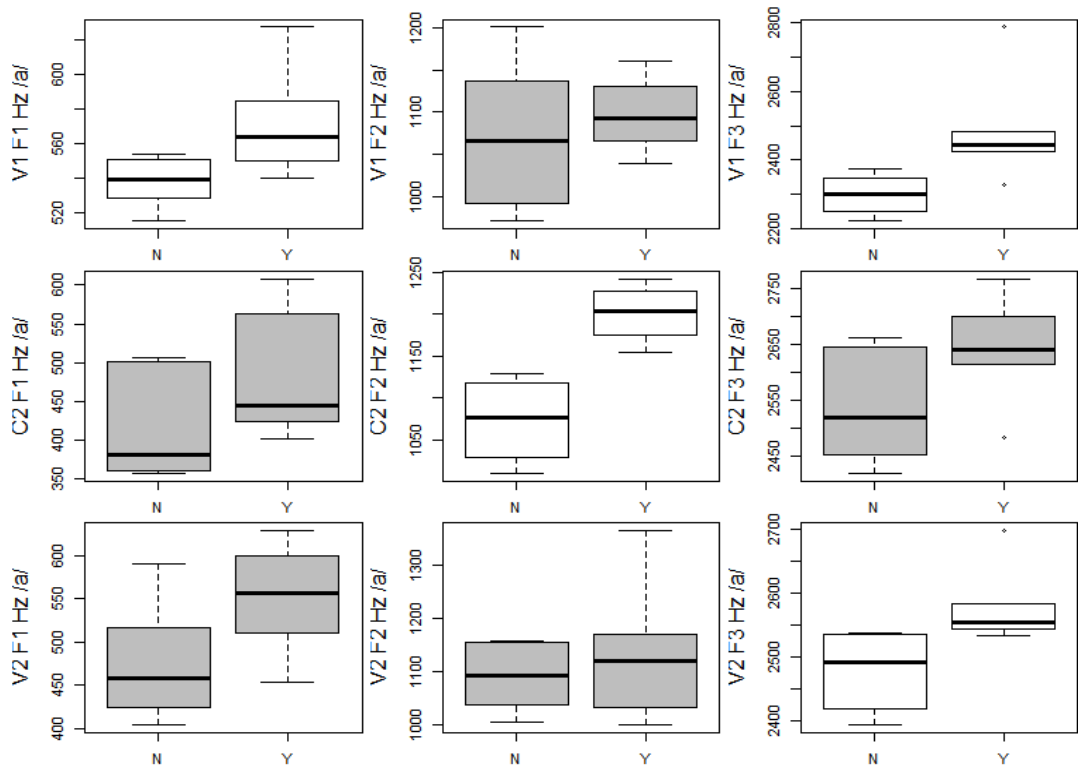 V1 F1 Hz /a/
520
560
600
N
Y
V1 F2 Hz /a/
1000
1100
1200
N
Y
V1 F3 Hz /a/
2200
2400
2600
2800
N
Y
C2 F1 Hz /a/
350
400
450
500
550
600
N
Y
C2 F2 Hz /a/
1050
1150
1250
N
Y
C2 F3 Hz /a/
2450
2550
2650
2750
N
Y
V2 F1 Hz /a/
400
450
500
550
600
N
Y
V2 F2 Hz /a/
1000
1100
1200
1300
N
Y
V2 F3 Hz /a/
2400
2500
2600
2700
N
Y